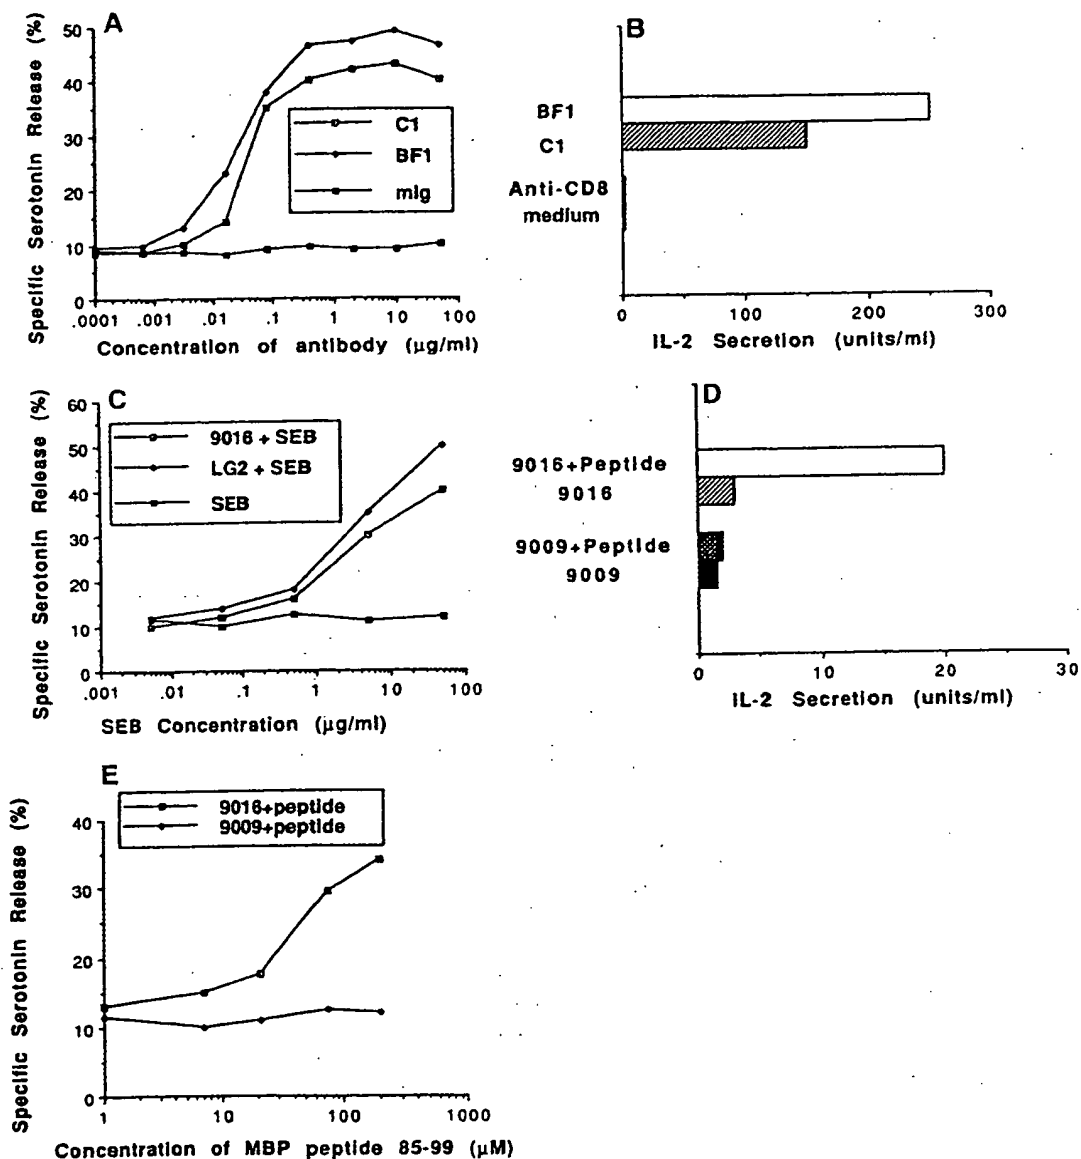 A
Specific Serotonin Release (%)
50
40
30
20
10
0
C1
BF1
mIg
.0001 .001 .01 .1 1 10 100
Concentration of antibody (µg/ml)
B
BF1
C1
Anti-CD8
medium
0 100 200 300
IL-2 Secretion (units/ml)
C
Specific Serotonin Release (%)
60
50
40
30
20
10
0
9016 + SEB
LG2 + SEB
SEB
.001 .01 .1 1 10 100
SEB Concentration (µg/ml)
D
9016+Peptide
9016
9009+Peptide
9009
0 10 20 30
IL-2 Secretion (units/ml)
E
Specific Serotonin Release (%)
40
30
20
10
0
9016+peptide
9009+peptide
1 10 100 1000
Concentration of MBP peptide 85-99 (µM)